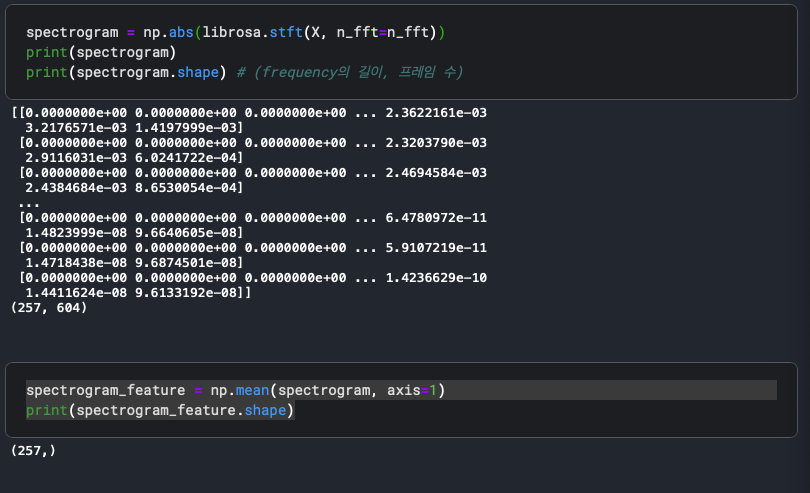 spectrogram = np.abs(librosa.stft(X, n_fft=n_fft))
print(spectrogram)
print(spectrogram.shape) # (frequency의 길이, 프레임 수)
[[0.0000000e+00 0.0000000e+00 0.0000000e+00 ... 2.3622161e-03
3.2176571e-03 1.4197999e-03]
[0.0000000e+00 0.0000000e+00 0.0000000e+00 ... 2.3203790e-03
2.9116031e-03 6.0241722e-04]
[0.0000000e+00 0.0000000e+00 0.0000000e+00 ... 2.4694584e-03
2.4384684e-03 8.6530054e-04]
...
[0.0000000e+00 0.0000000e+00 0.0000000e+00 ... 6.4780972e-11
1.4823999e-08 9.6640605e-08]
[0.0000000e+00 0.0000000e+00 0.0000000e+00 ... 5.9107219e-11
1.4718438e-08 9.6874501e-08]
[0.0000000e+00 0.0000000e+00 0.0000000e+00 ... 1.4236629e-10
1.4411624e-08 9.6133192e-08]]
(257, 604)
spectrogram_feature = np.mean(spectrogram, axis=1)
print(spectrogram_feature.shape)
(257,)